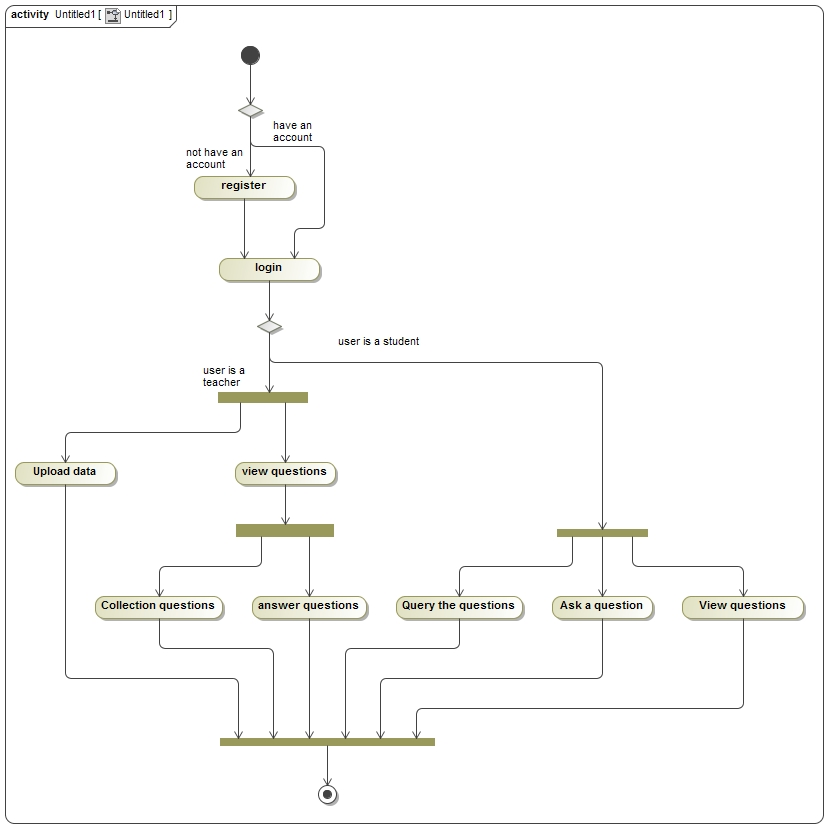 activity Untitled1 [ Untitled1 ]
have an
account
not have an
account
register
login
user is a student
user is a
teacher
Upload data
view questions
Collection questions
answer questions
Query the questions
Ask a question
View questions